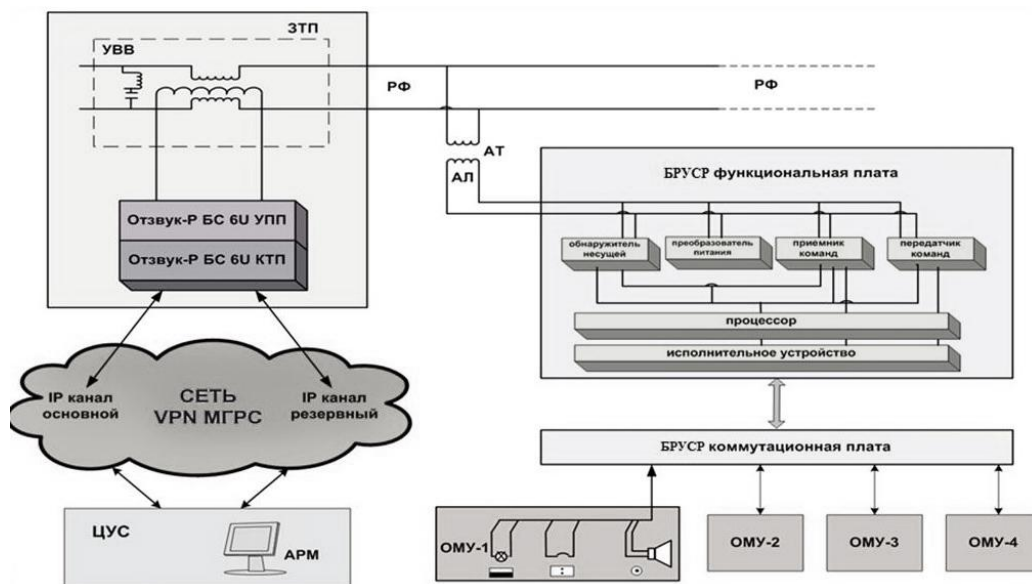 ЗТП
УВВ
РФ
РФ
АТ
АЛ
Отзвук-Р БС 6U УПП
Отзвук-Р БС 6U КТП
БРУСР функциональная плата
обнаружитель
несущей
преобразователь
питания
приёмник
команд
передатчик
команд
процессор
исполнительное устройство
IP канал
основной
СЕТЬ
VPN МГРС
IP канал
резервный
БРУСР коммутационная плата
ЦУС
АРМ
ОМУ-1
ОМУ-2
ОМУ-3
ОМУ-4